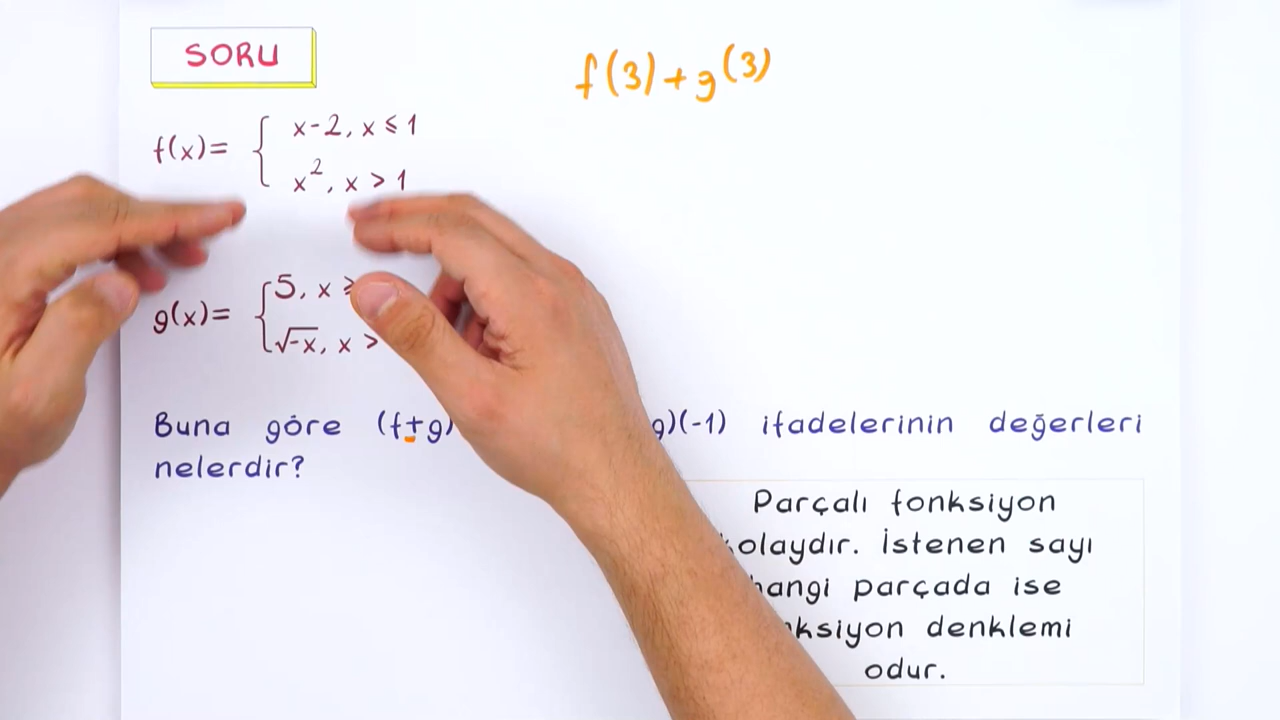 SORU
f(3)+g(3)
f(x)= { x-2, x ≤ 1
x², x > 1
g(x)= { 5, x ≥
√-x, x >
Buna göre (f+g) g)(-1) ifadelerinin değerleri
nelerdir?
Parçalı fonksiyon
kolaydır. İstenen sayı
hangi parçada ise
odur.
denklemi